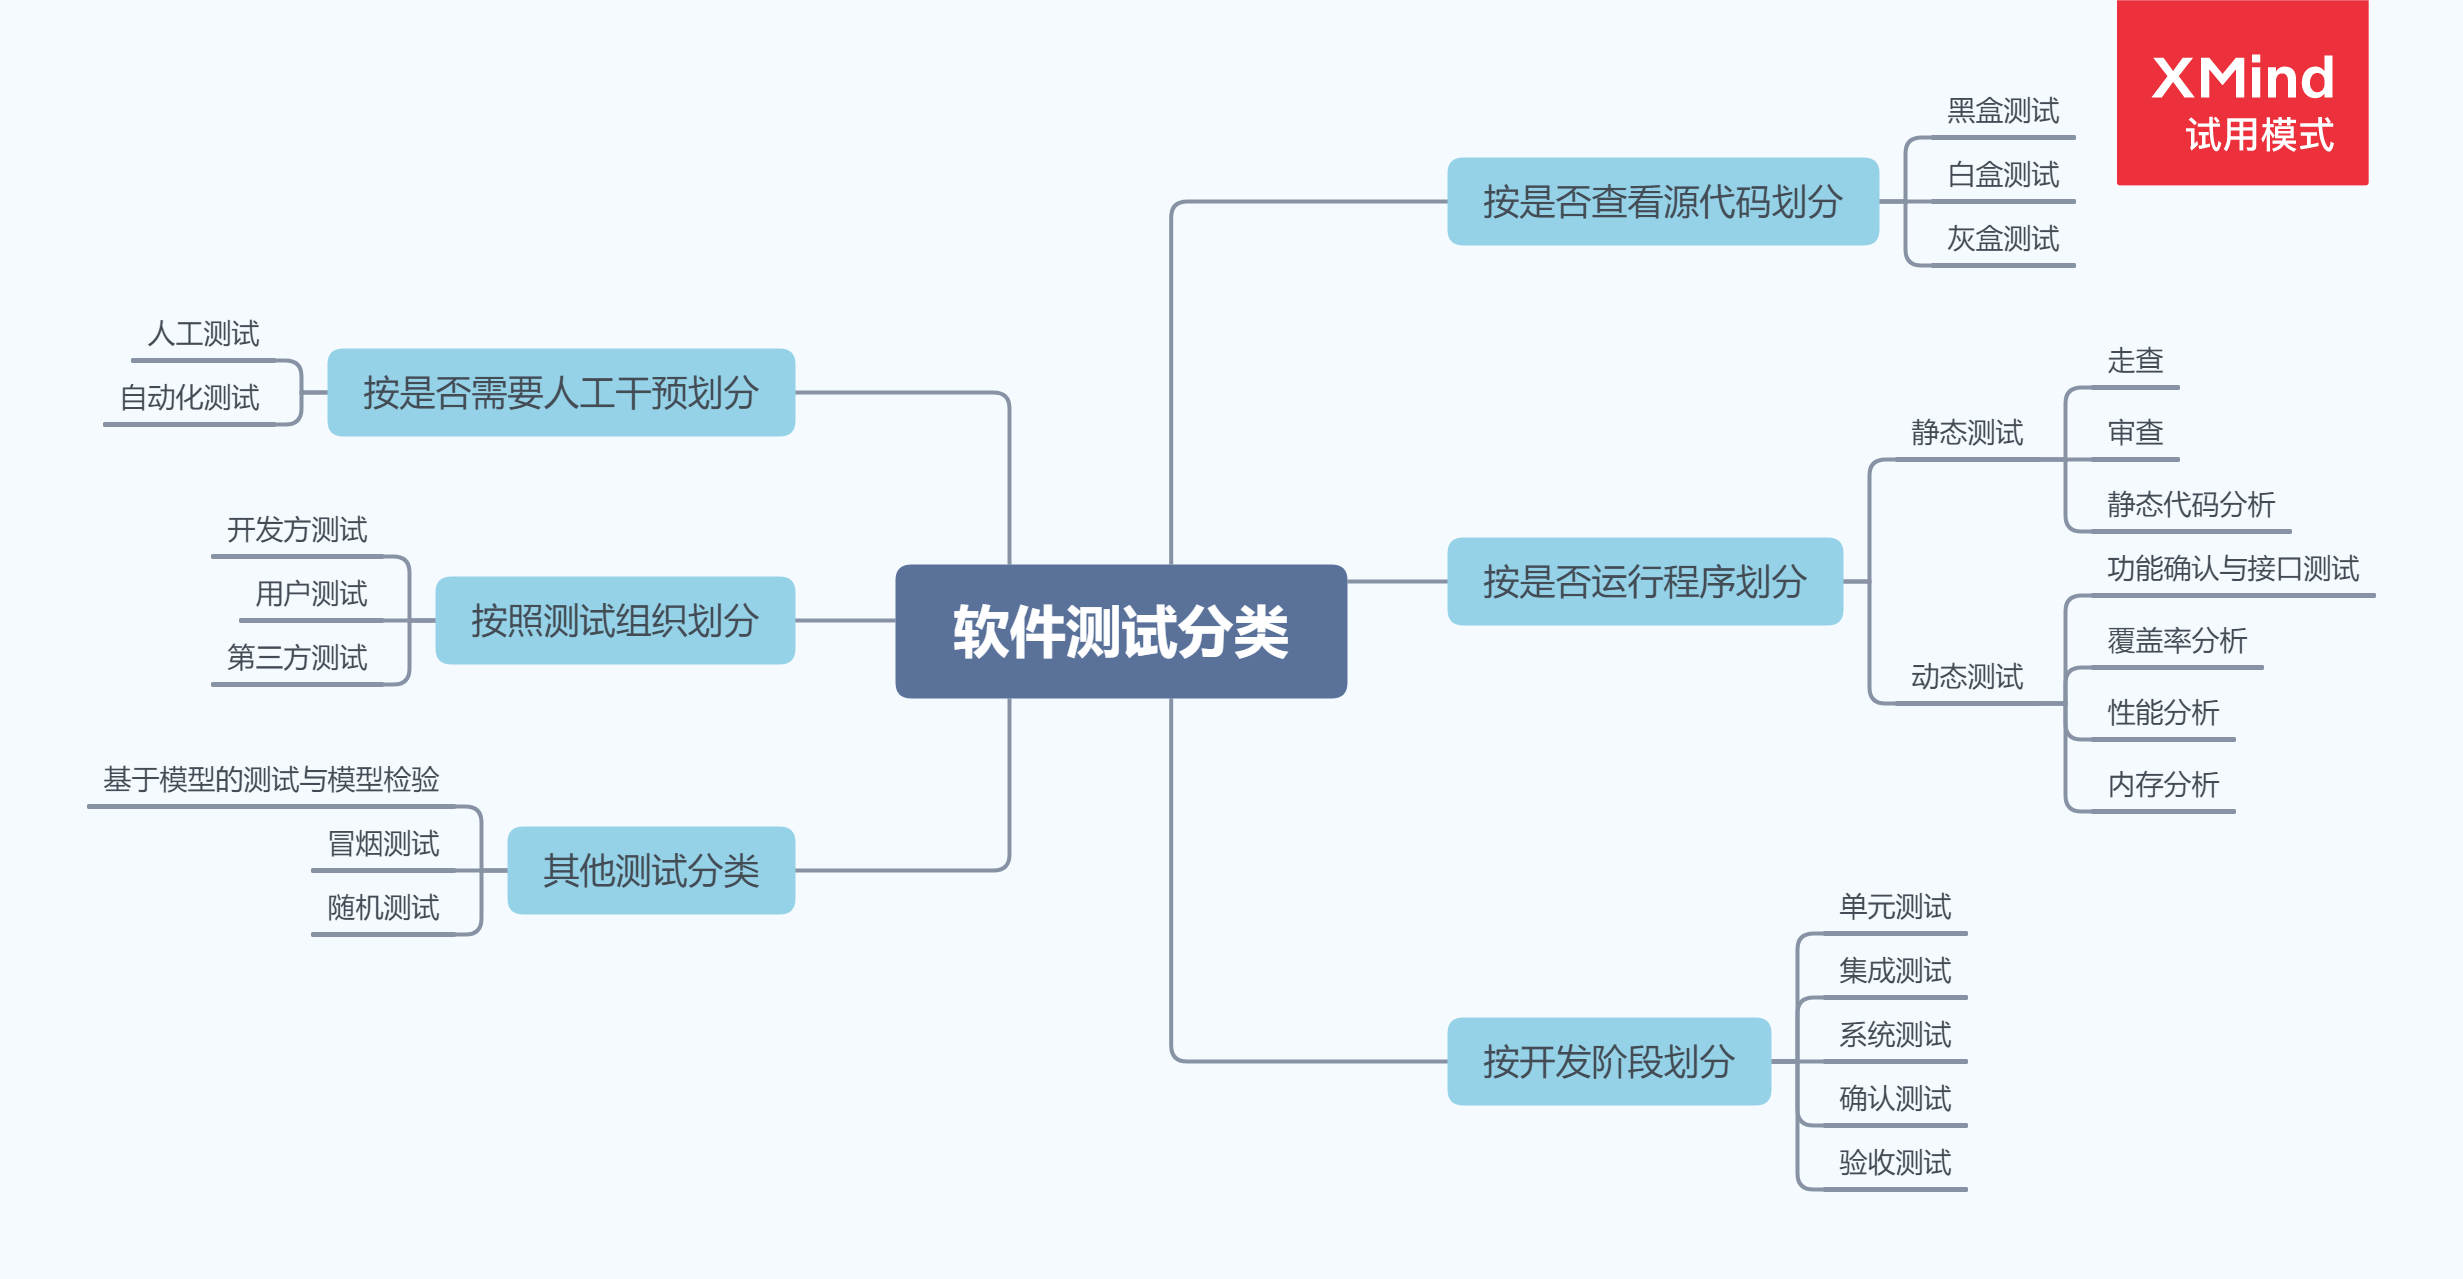 XMind
试用模式
软件测试分类
按是否查看源代码划分
黑盒测试
白盒测试
灰盒测试
按是否运行程序划分
静态测试
走查
审查
静态代码分析
动态测试
功能确认与接口测试
覆盖率分析
性能分析
内存分析
按开发阶段划分
单元测试
集成测试
系统测试
确认测试
验收测试
按是否需要人工干预划分
人工测试
自动化测试
按照测试组织划分
开发方测试
用户测试
第三方测试
其他测试分类
基于模型的测试与模型检验
冒烟测试
随机测试